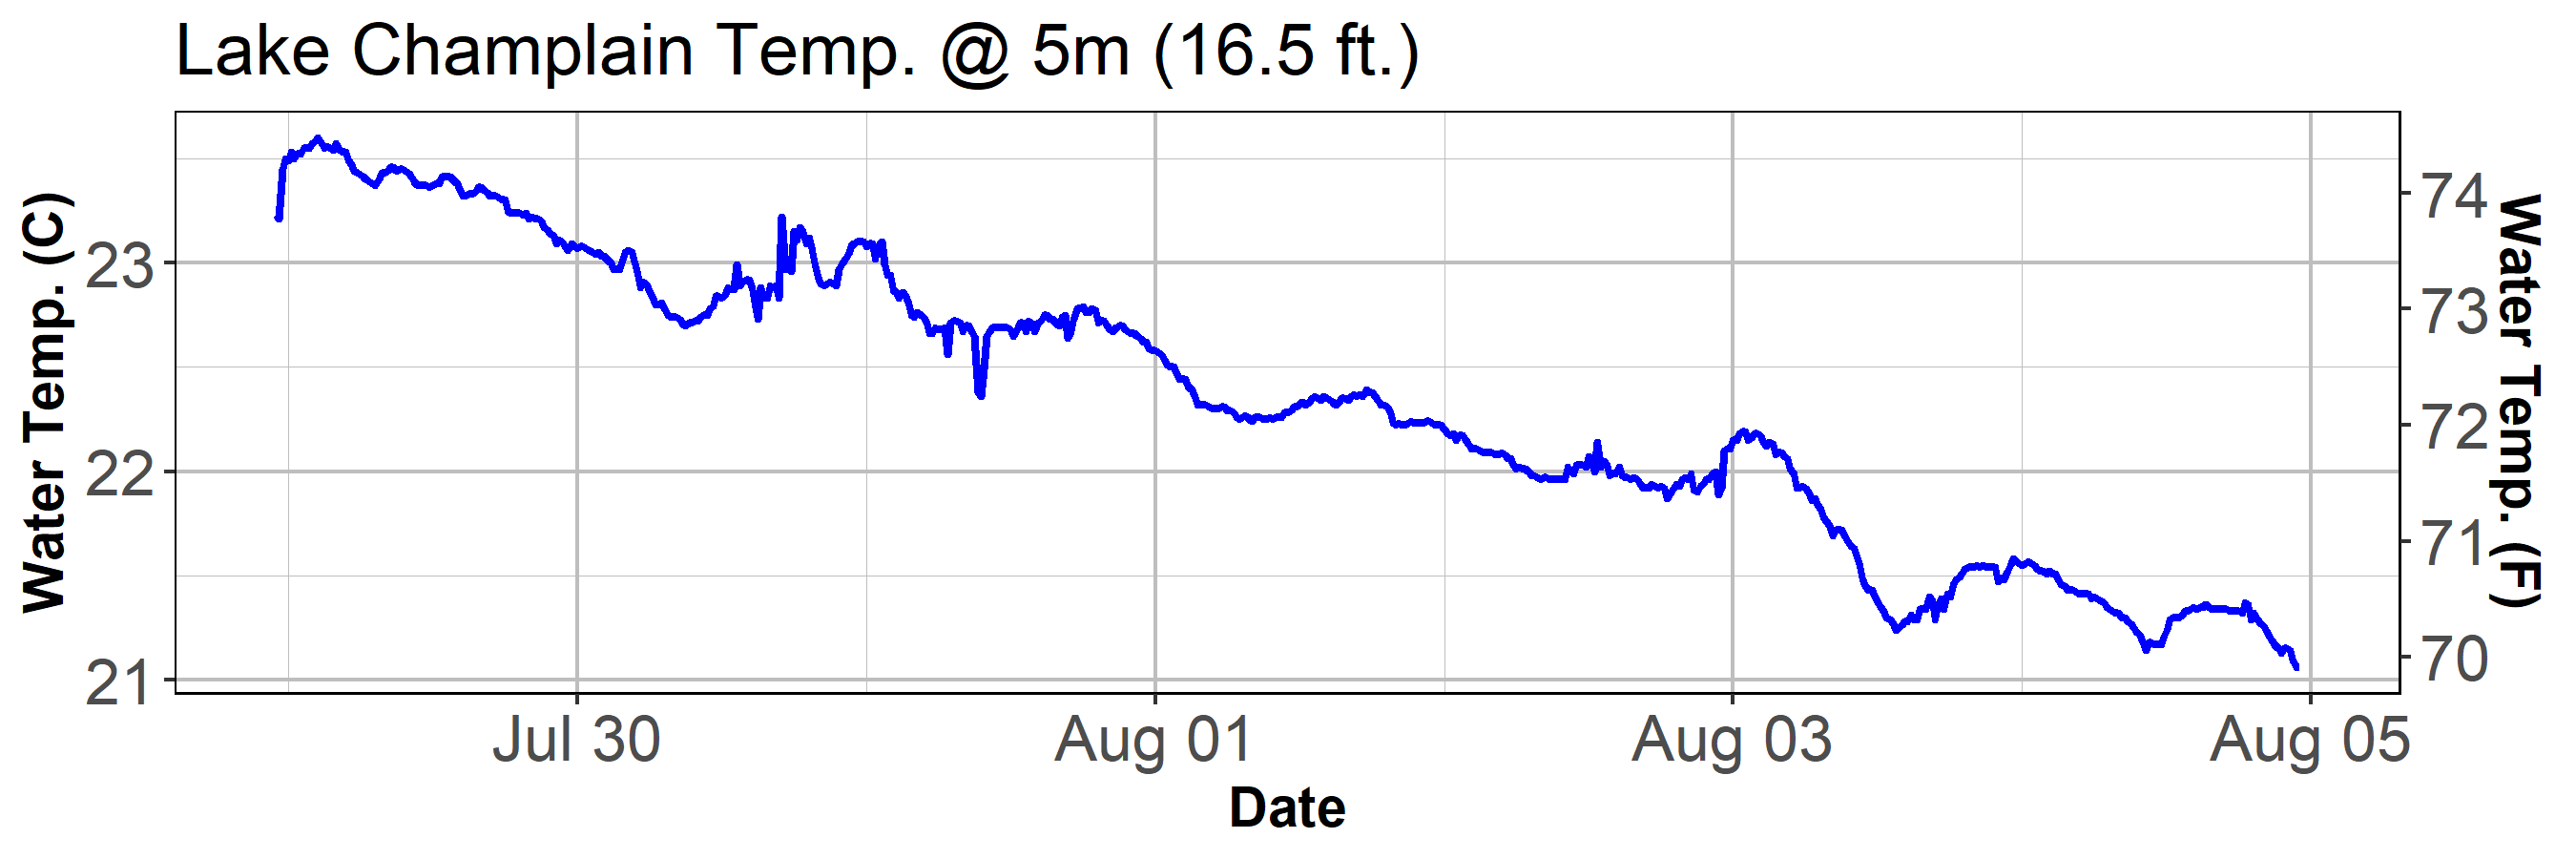 Lake Champlain Temp. @ 5m (16.5 ft.)
Water Temp. (C)
23
22
21
74
73
72
71
70
Water Temp. (F)
Jul 30 Aug 01 Aug 03 Aug 05
Date